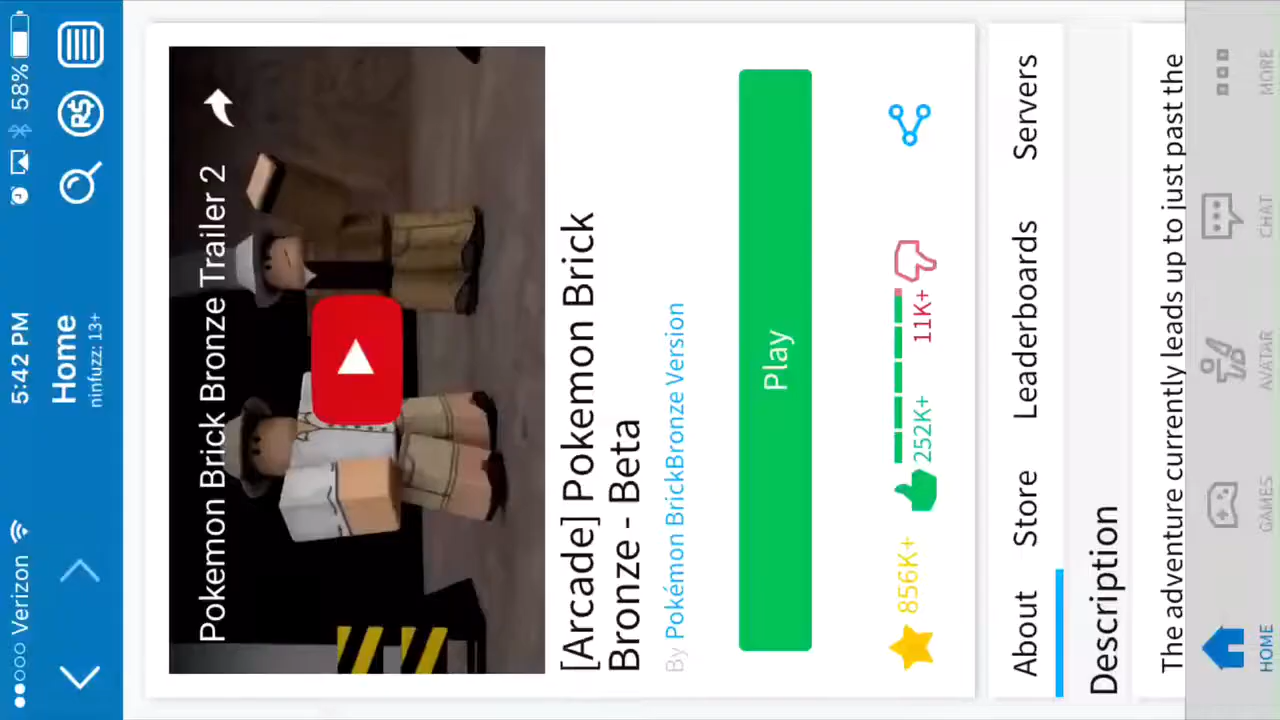 Verizon 5:42 PM 58%
Home
ninfuzz: 13+
R$
Pokemon Brick Bronze Trailer 2
[Arcade] Pokemon Brick
Bronze - Beta
By Pokémon BrickBronze Version
Play
856K+ 252K+ 11K+
About Store Leaderboards Servers
Description
The adventure currently leads up to just past the
HOME GAMES AVATAR CHAT MORE